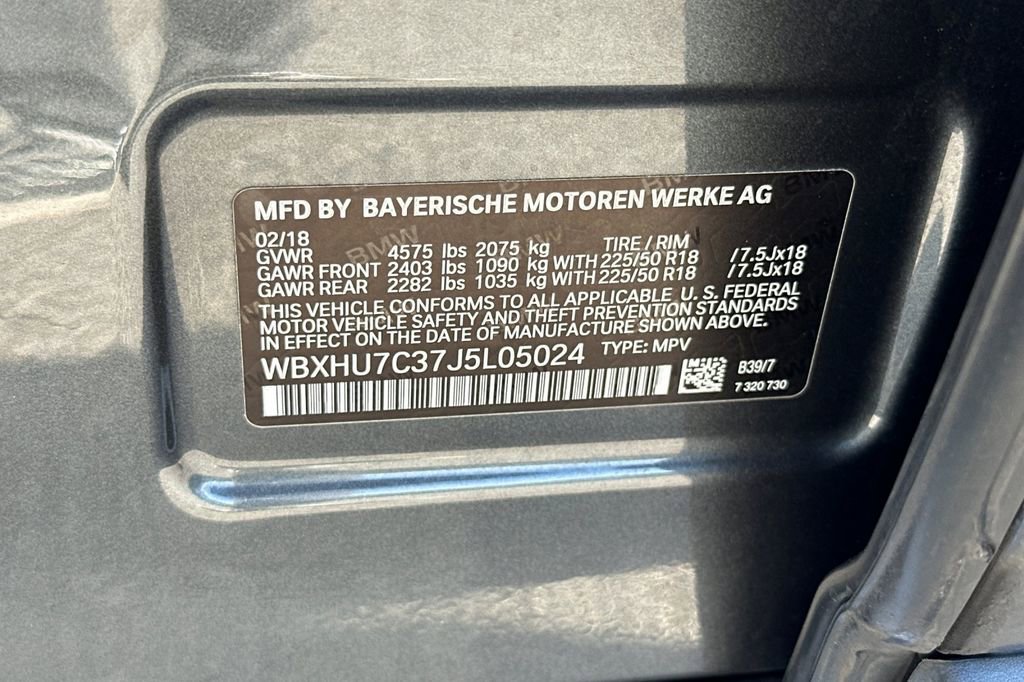 MFD BY BAYERISCHE MOTOREN WERKE AG
02/18 TIRE / RIM
GVWR 4575 lbs 2075 kg
GAWR FRONT 2403 lbs 1090 kg WITH 225/50 R18 /7.5Jx18
GAWR REAR 2282 lbs 1035 kg WITH 225/50 R18 /7.5Jx18
THIS VEHICLE CONFORMS TO ALL APPLICABLE U. S. FEDERAL
MOTOR VEHICLE SAFETY AND THEFT PREVENTION STANDARDS
IN EFFECT ON THE DATE OF MANUFACTURE SHOWN ABOVE.
WBXHU7C37J5L05024 TYPE: MPV
B39/7
7 320 730